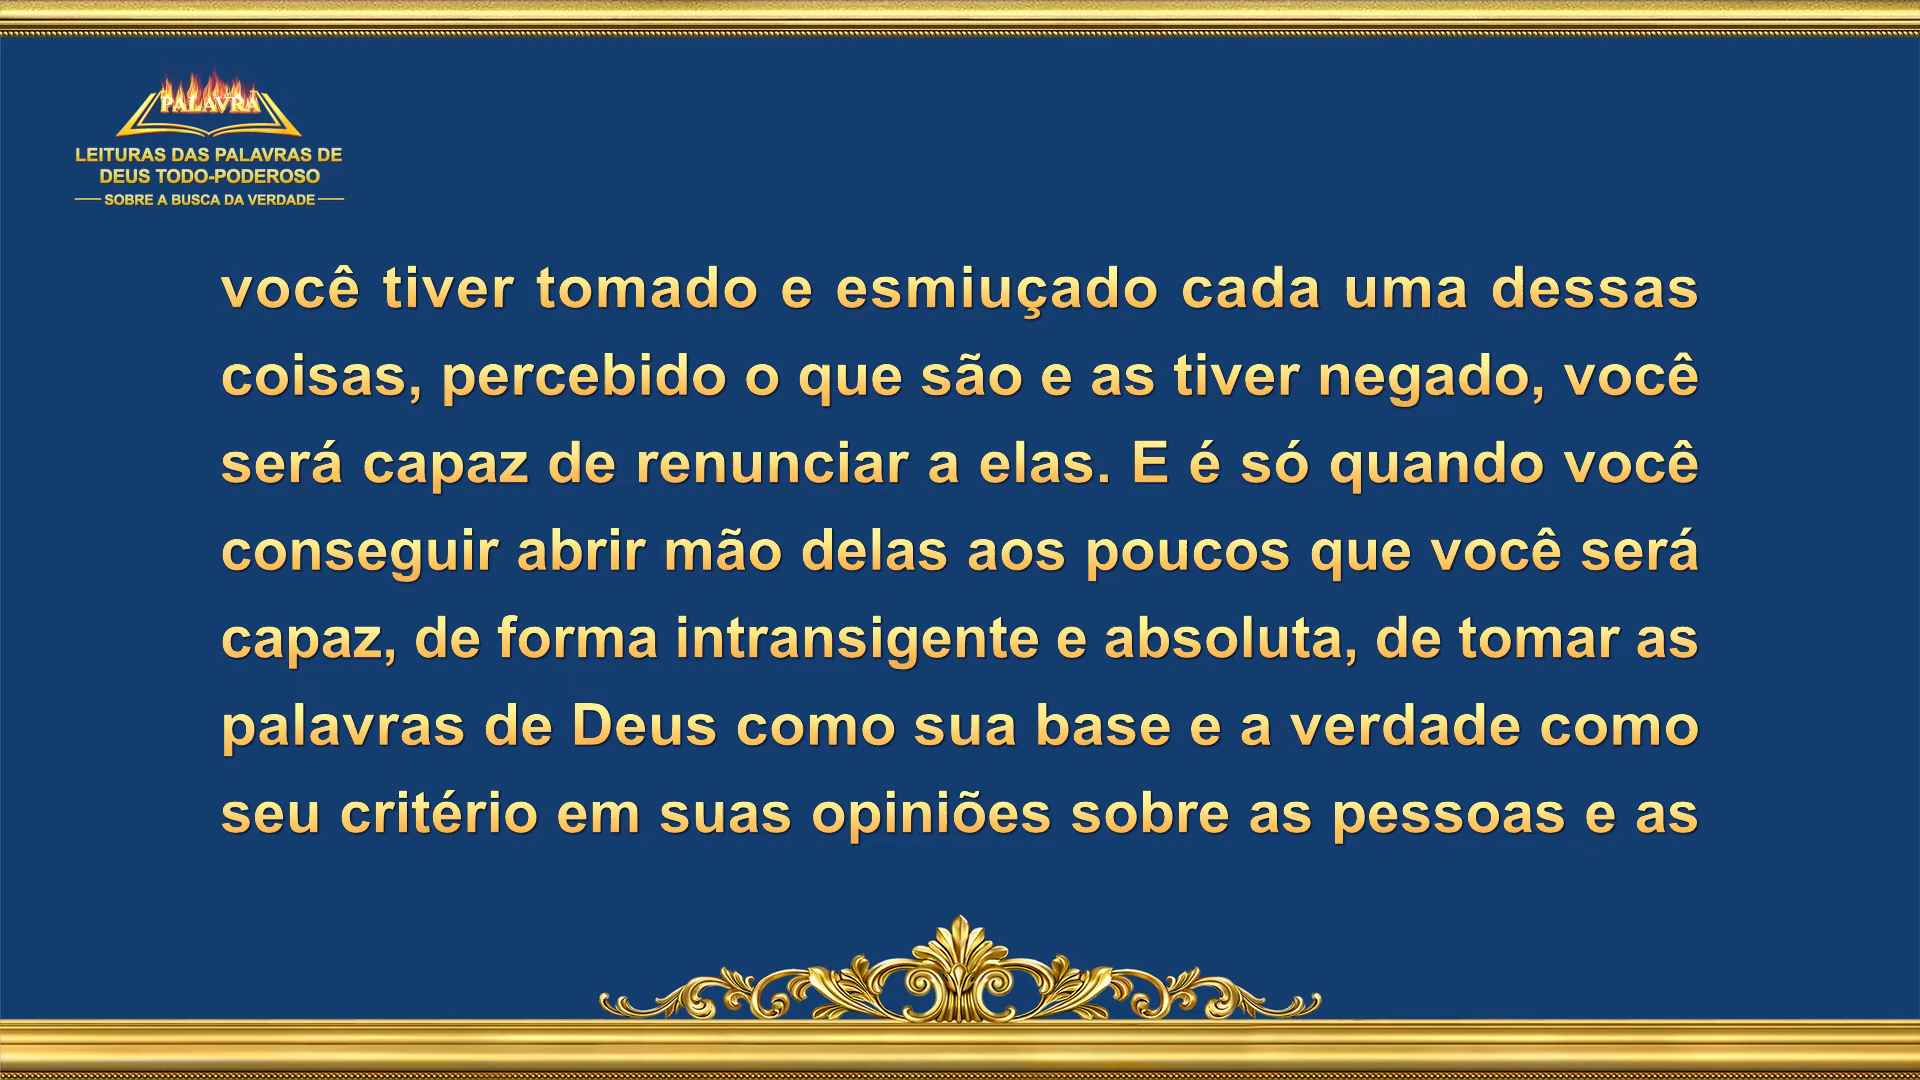 PALAVRA
LEITURAS DAS PALAVRAS DE
DEUS TODO-PODEROSO
SOBRE A BUSCA DA VERDADE
você tiver tomado e esmiuçado cada uma dessas
coisas, percebido o que são e as tiver negado, você
será capaz de renunciar a elas. E é só quando você
conseguir abrir mão delas aos poucos que você será
capaz, de forma intransigente e absoluta, de tomar as
palavras de Deus como sua base e a verdade como
seu critério em suas opiniões sobre as pessoas e as